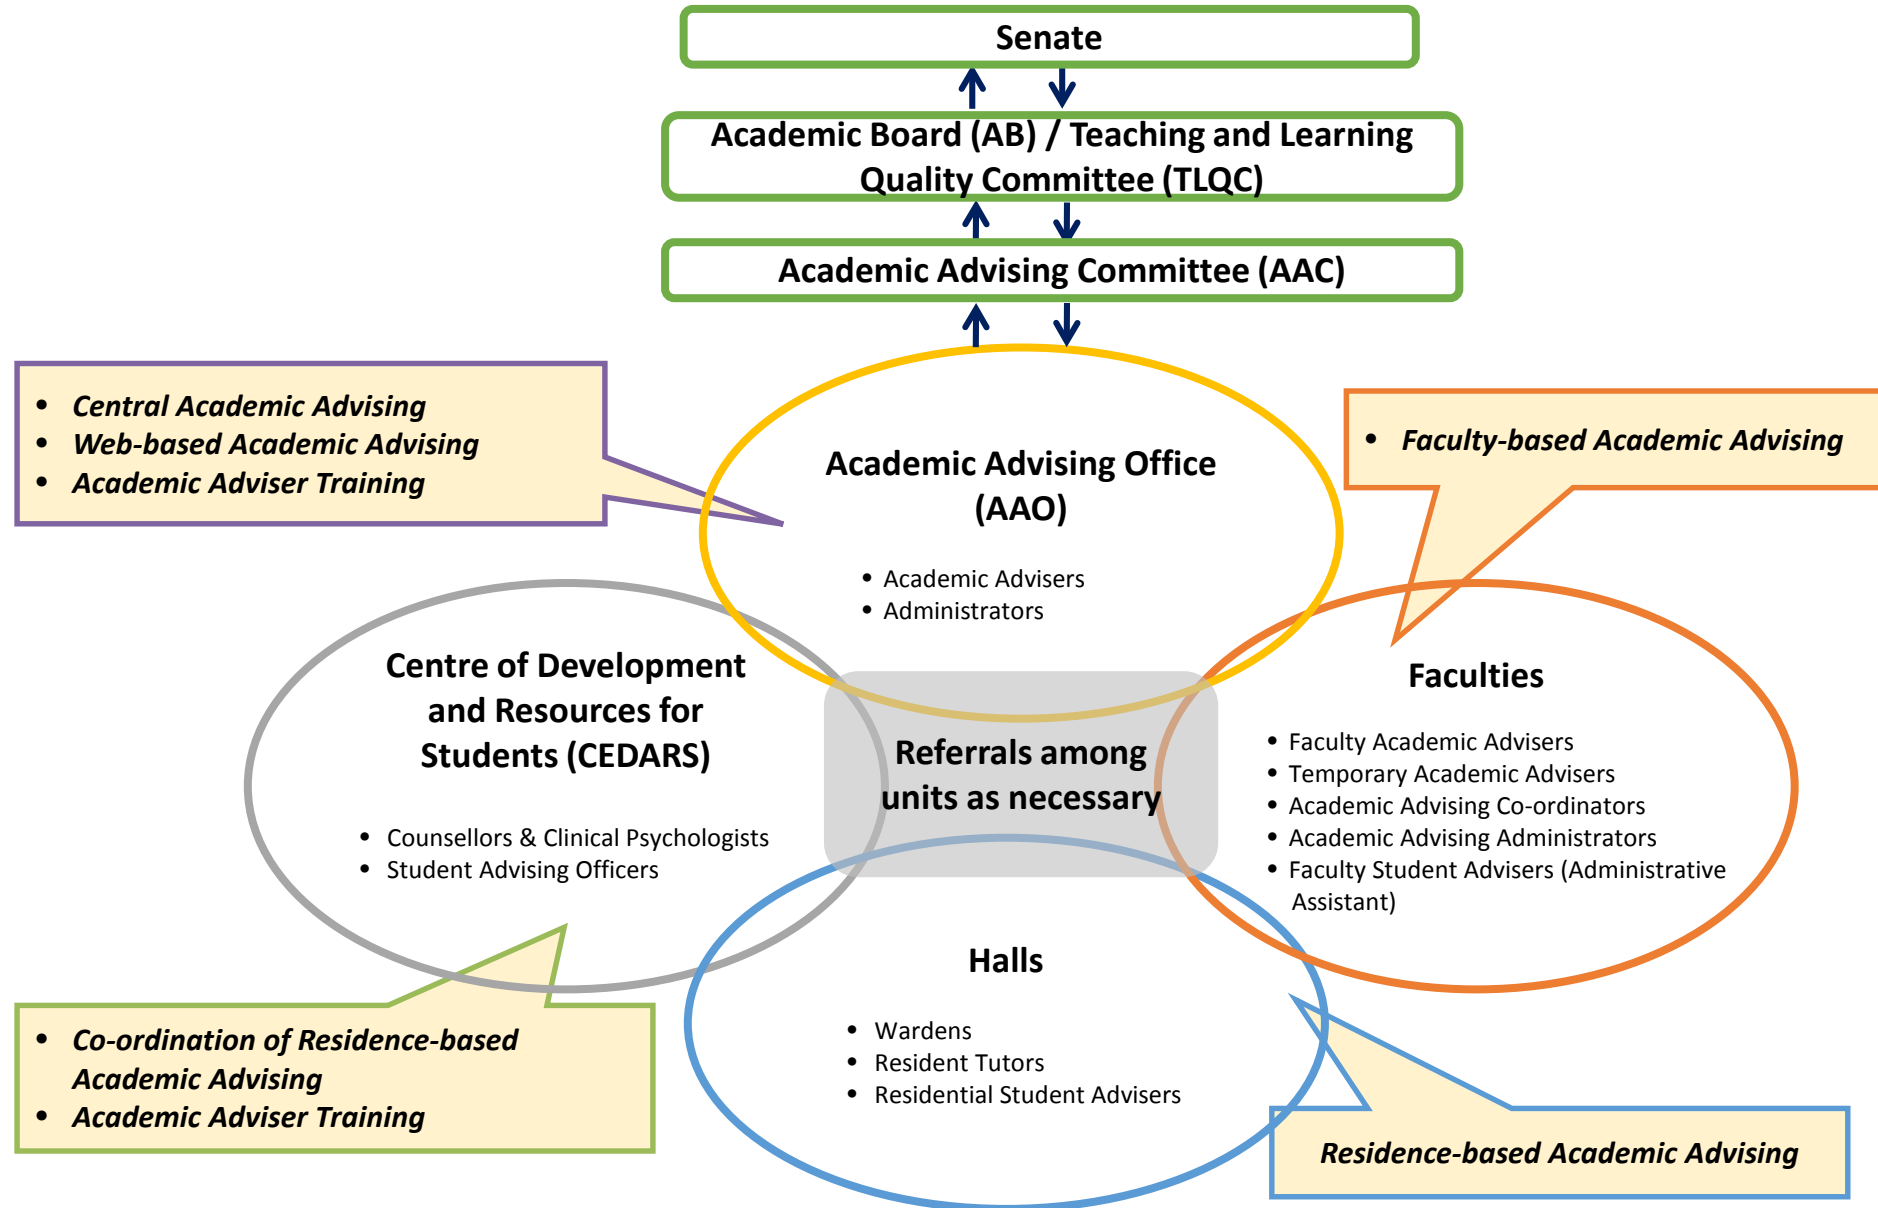 Senate
Academic Board (AB) / Teaching and Learning
Quality Committee (TLQC)
Academic Advising Committee (AAC)
• Central Academic Advising
• Web-based Academic Advising
• Academic Adviser Training
• Faculty-based Academic Advising
Academic Advising Office
(AAO)
• Academic Advisers
• Administrators
Centre of Development
and Resources for
Students (CEDARS)
• Counsellors & Clinical Psychologists
• Student Advising Officers
Referrals among
units as necessary
Faculties
• Faculty Academic Advisers
• Temporary Academic Advisers
• Academic Advising Co-ordinators
• Academic Advising Administrators
• Faculty Student Advisers (Administrative
Assistant)
Halls
• Wardens
• Resident Tutors
• Residential Student Advisers
• Co-ordination of Residence-based
Academic Advising
• Academic Adviser Training
Residence-based Academic Advising